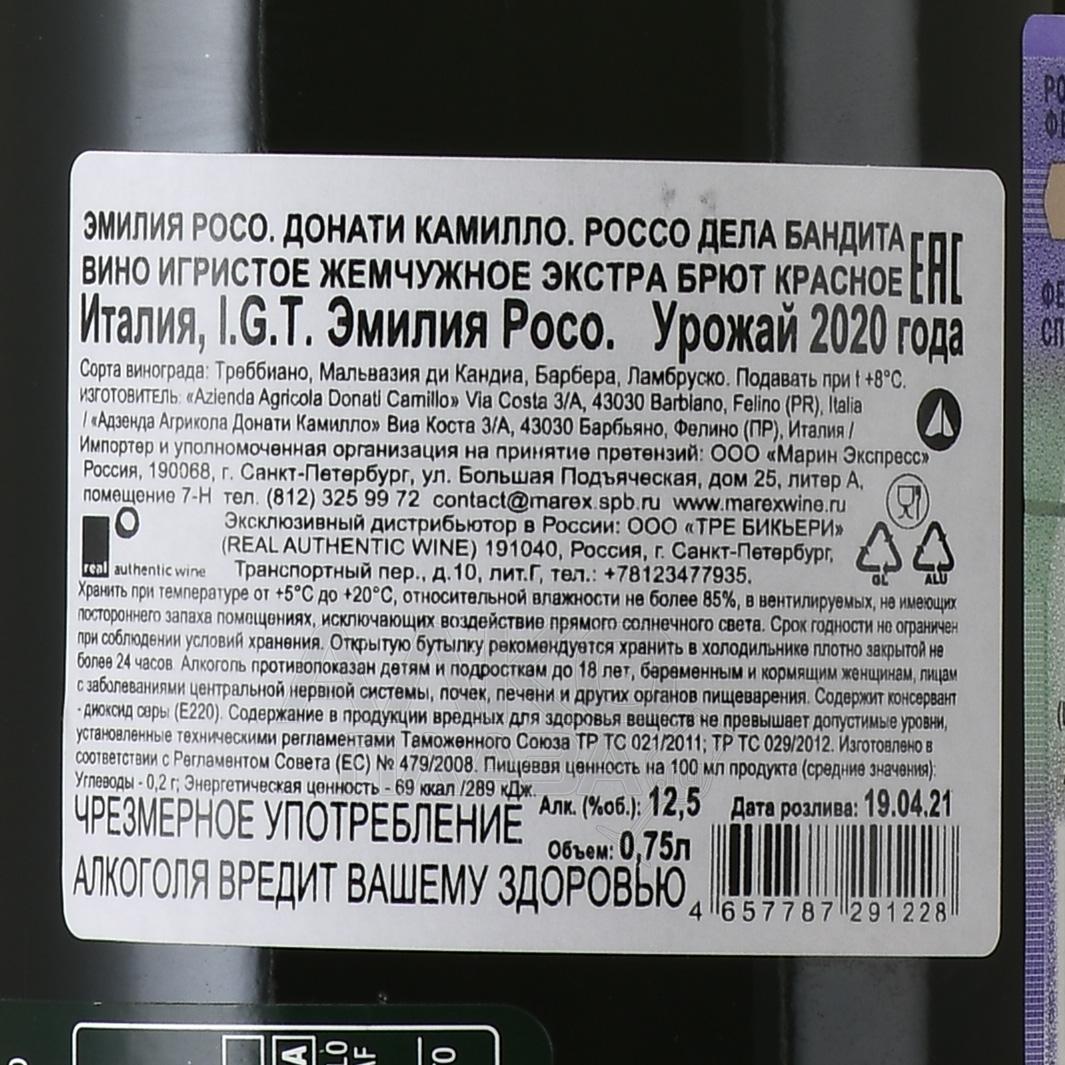 ЭМИЛИЯ РОСО. ДОНАТИ КАМИЛЛО. РОССО ДЕЛА БАНДИТА
ВИНО ИГРИСТОЕ ЖЕМЧУЖНОЕ ЭКСТРА БРЮТ КРАСНОЕ
ЕАС
Италия, I.G.T. Эмилия Росо. Урожай 2020 года
Сорта винограда: Треббиано, Мальвазия ди Кандиа, Барбера, Ламбруско. Подавать при t +8°C.
изготовитель: «Azienda Agricola Donati Camillo» Via Costa 3/A, 43030 Barbiano, Felino (PR), Italia
/ «Адзенда Агрикола Донати Камилло» Виа Коста 3/А, 43030 Барбьяно, Фелино (ПР), Италия /
Импортер и уполномоченная организация на принятие претензий: ООО «Марин Экспресс»
Россия, 190068, г. Санкт-Петербург, ул. Большая Подъяческая, дом 25, литер А,
помещение 7-Н тел. (812) 325 99 72 contact@marex.spb.ru www.marexwine.ru
Эксклюзивный дистрибьютор в России: ООО «ТРЕ БИКЬЕРИ»
(REAL AUTHENTIC WINE) 191040, Россия, г. Санкт-Петербург,
real authentic wine Транспортный пер., д.10, лит.Г, тел.: +78123477935.
GL ALU
Хранить при температуре от +5°C до +20°C, относительной влажности не более 85%, в вентилируемых, не имеющих
постороннего запаха помещениях, исключающих воздействие прямого солнечного света. Срок годности не ограничен
при соблюдении условий хранения. Открытую бутылку рекомендуется хранить в холодильнике плотно закрытой не
более 24 часов. Алкоголь противопоказан детям и подросткам до 18 лет, беременным и кормящим женщинам, лицам
с заболеваниями центральной нервной системы, почек, печени и других органов пищеварения. Содержит консервант
- диоксид серы (Е220). Содержание в продукции вредных для здоровья веществ не превышает допустимые уровни,
установленные техническими регламентами Таможенного Союза ТР ТС 021/2011; ТР ТС 029/2012. Изготовлено в
соответствии с Регламентом Совета (ЕС) № 479/2008. Пищевая ценность на 100 мл продукта (средние значения):
Углеводы - 0,2 г; Энергетическая ценность - 69 ккал /289 кДж.
Алк. (%об.): 12,5 Дата розлива: 19.04.21
ЧРЕЗМЕРНОЕ УПОТРЕБЛЕНИЕ
Объем: 0,75л
АЛКОГОЛЯ ВРЕДИТ ВАШЕМУ ЗДОРОВЬЮ
4 657787 291228